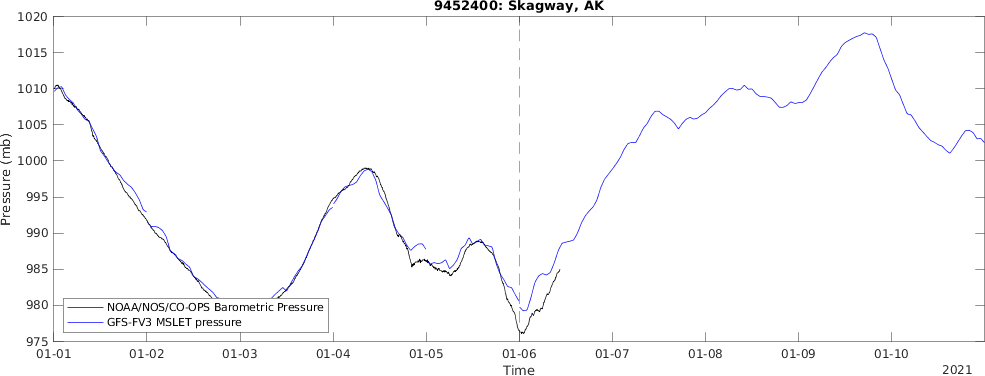 9452400: Skagway, AK
Pressure (mb)
1020
1015
1010
1005
1000
995
990
985
980
975
NOAA/NOS/CO-OPS Barometric Pressure
GFS-FV3 MSLET pressure
01-01 01-02 01-03 01-04 01-05 01-06 01-07 01-08 01-09 01-10
Time
2021